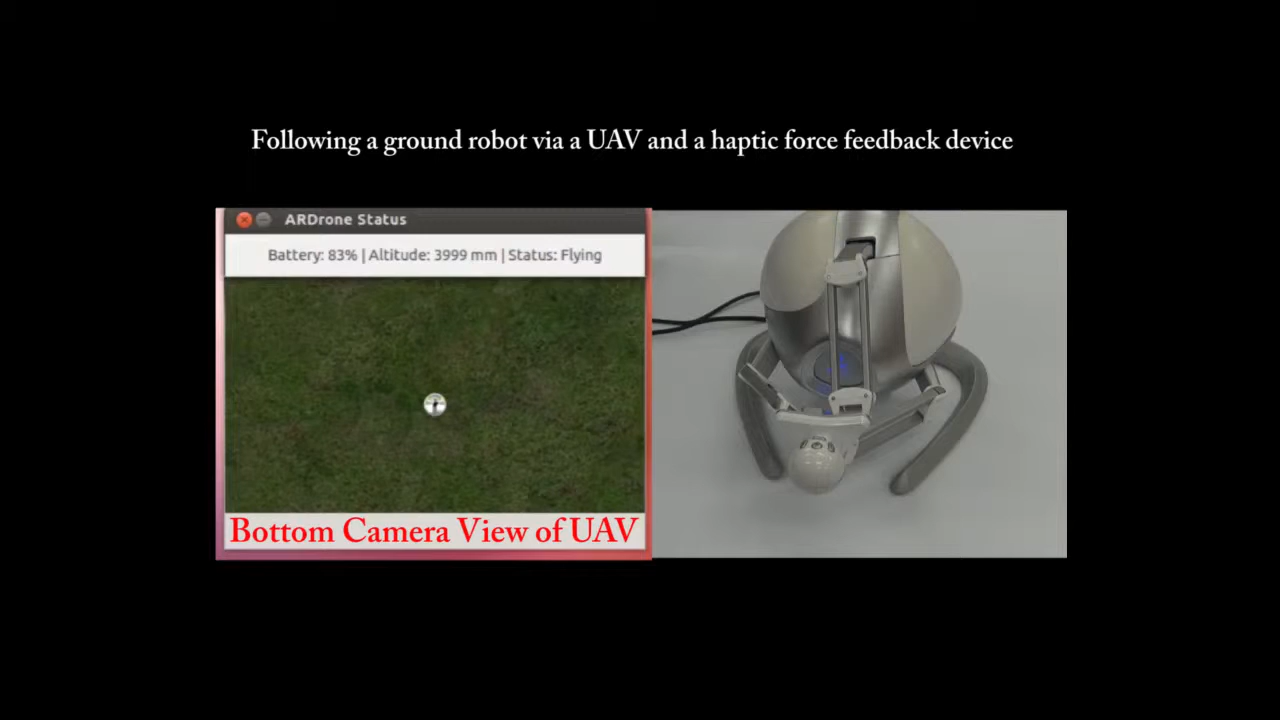 Following a ground robot via a UAV and a haptic force feedback device
ARDrone Status
Battery: 83% | Altitude: 3999 mm | Status: Flying
Bottom Camera View of UAV